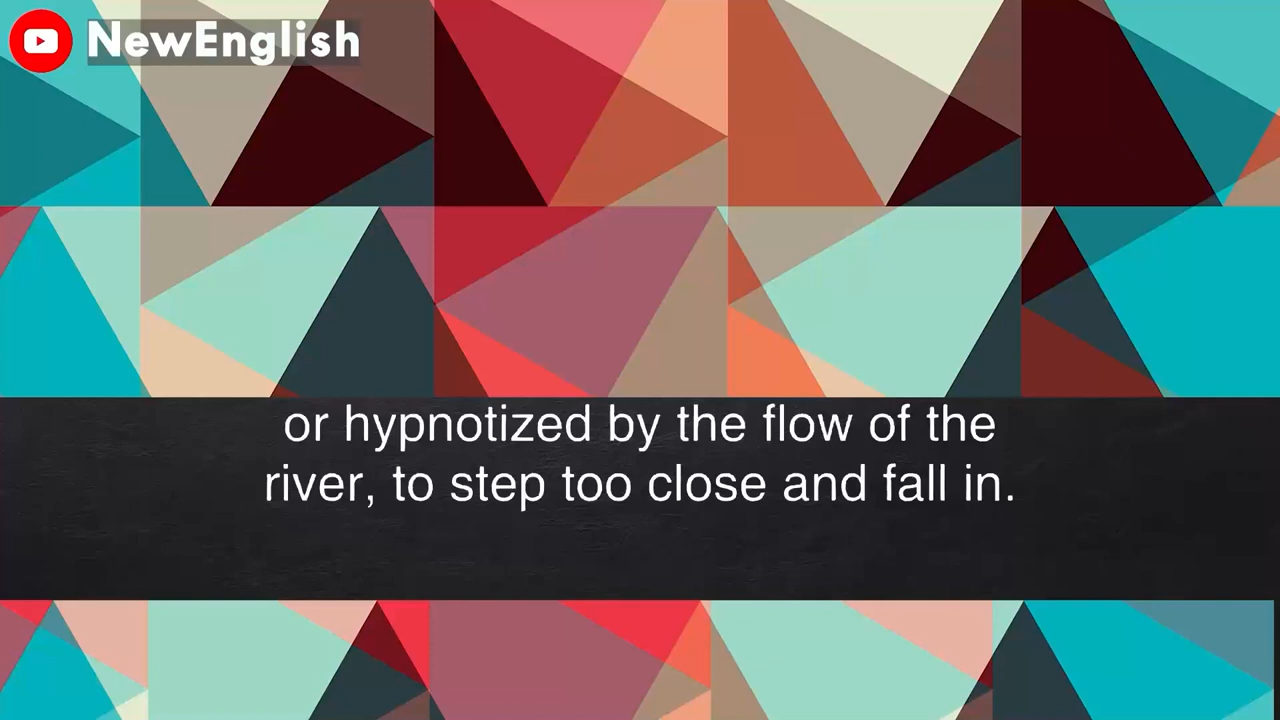 NewEnglish
or hypnotized by the flow of the
river, to step too close and fall in.